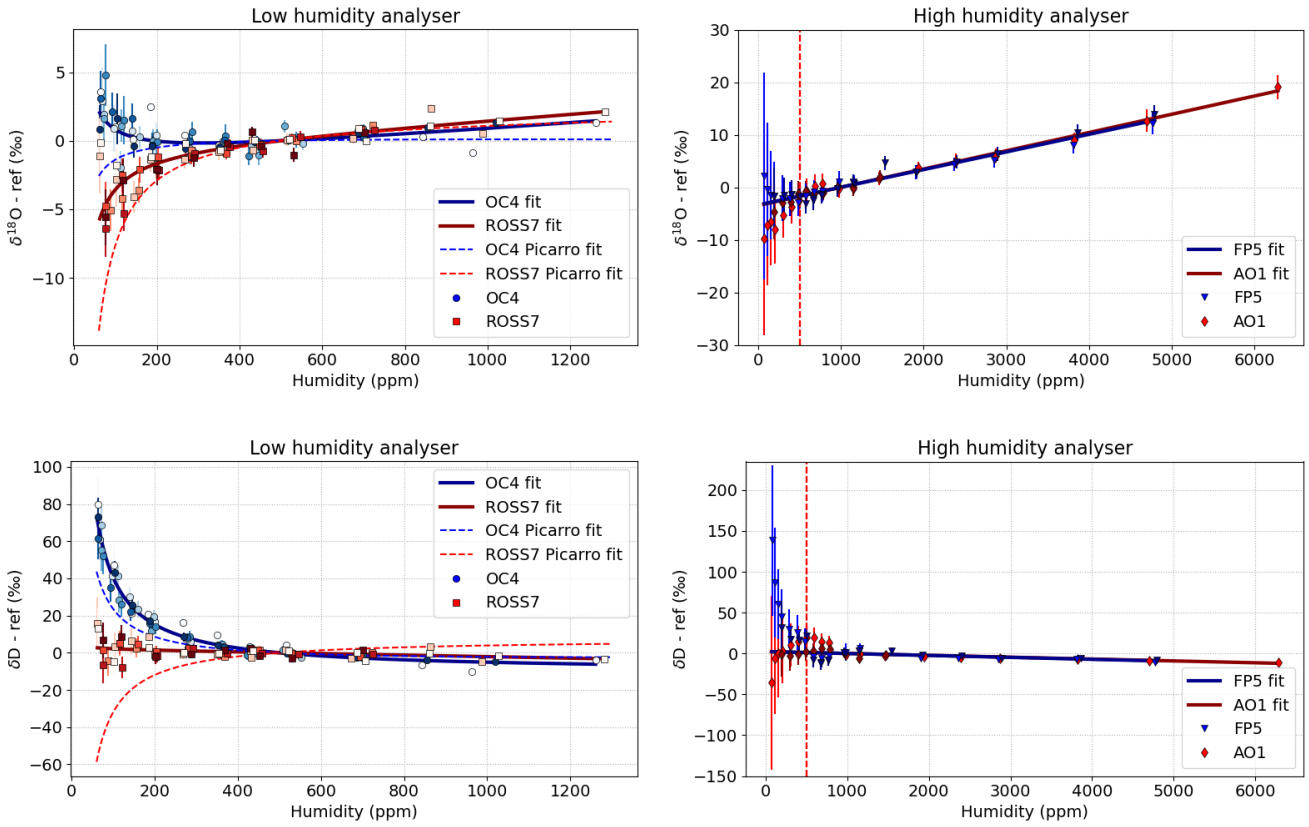 Low humidity analyser
5
0
−5
−10
δ18O - ref (‰)
0
200
400
600
800
1000
1200
Humidity (ppm)
OC4 fit
ROSS7 fit
OC4 Picarro fit
ROSS7 Picarro fit
OC4
ROSS7
High humidity analyser
30
20
10
0
−10
−20
−30
δ18O - ref (‰)
0
1000
2000
3000
4000
5000
6000
Humidity (ppm)
FP5 fit
AO1 fit
FP5
AO1
Low humidity analyser
100
80
60
40
20
0
−20
−40
−60
δD - ref (‰)
0
200
400
600
800
1000
1200
Humidity (ppm)
OC4 fit
ROSS7 fit
OC4 Picarro fit
ROSS7 Picarro fit
OC4
ROSS7
High humidity analyser
200
150
100
50
0
−50
−100
−150
δD - ref (‰)
0
1000
2000
3000
4000
5000
6000
Humidity (ppm)
FP5 fit
AO1 fit
FP5
AO1